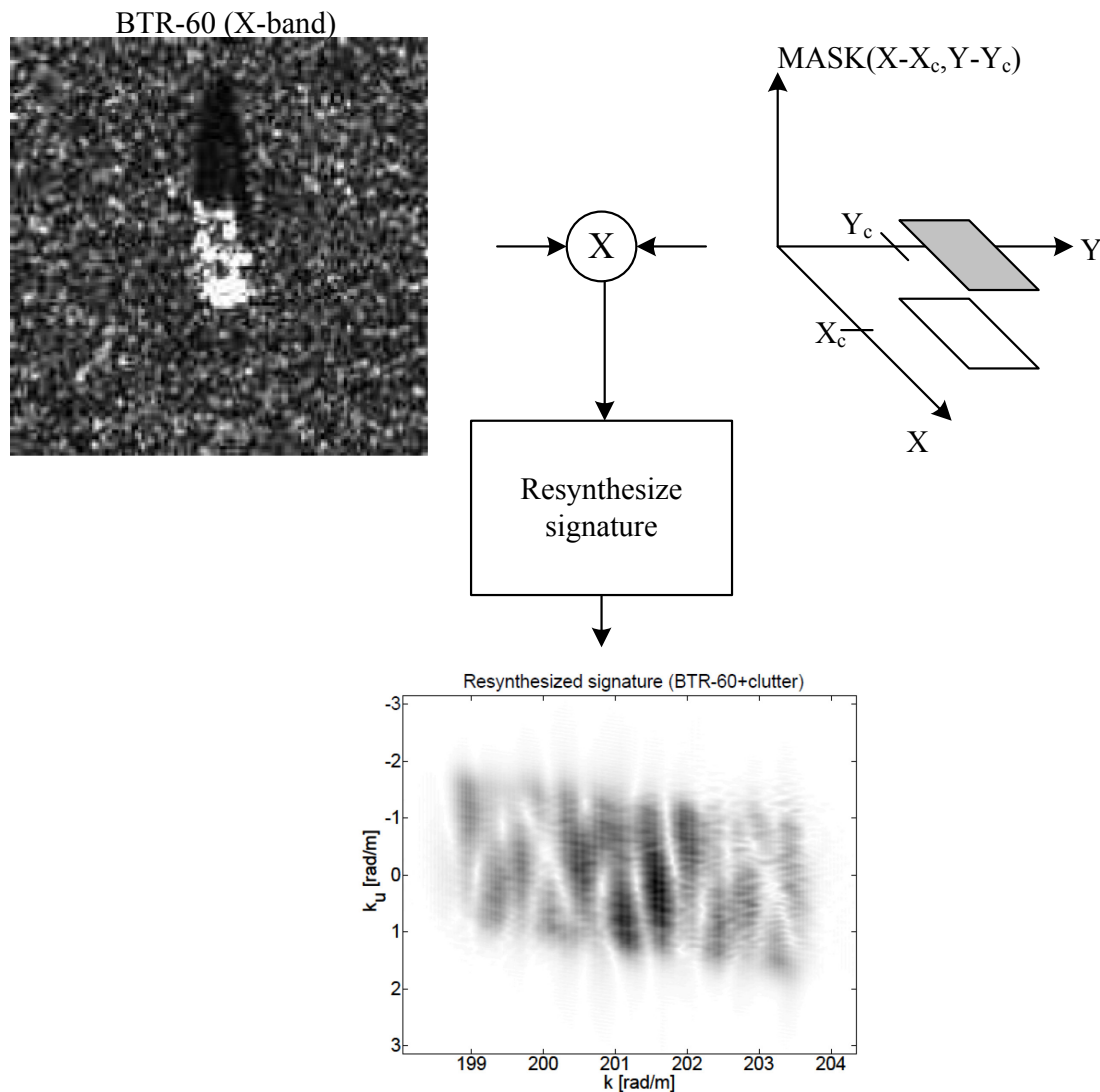 BTR-60 (X-band)
MASK(X-Xc,Y-Yc)
X
Yc
Y
Xc
X
Resynthesize
signature
Resynthesized signature (BTR-60+clutter)
-3
-2
-1
0
1
2
3
ku [rad/m]
199 200 201 202 203 204
k [rad/m]